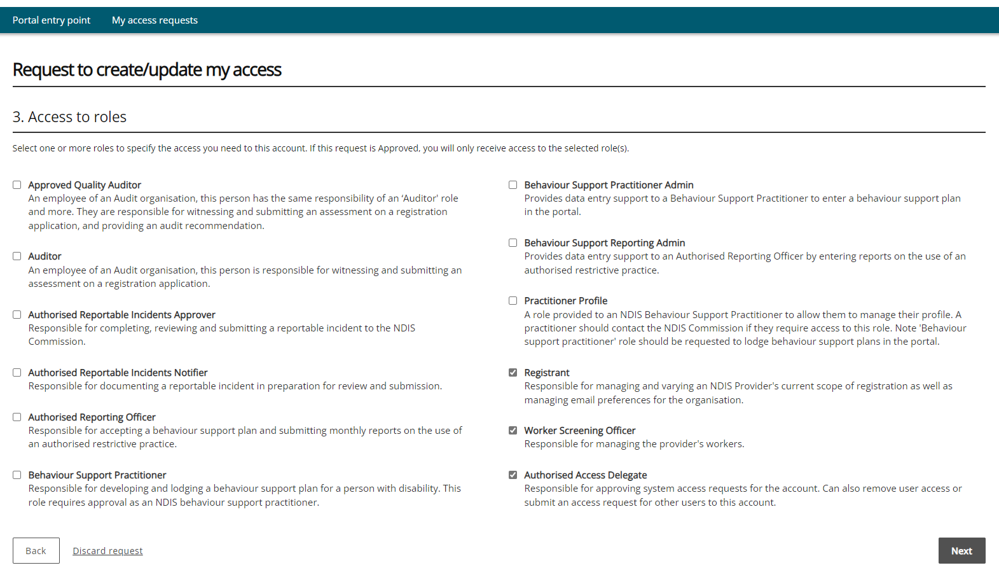 Portal entry point
My access requests
Request to create/update my access
3. Access to roles
Select one or more roles to specify the access you need to this account. If this request is Approved, you will only receive access to the selected role(s).
Approved Quality Auditor
An employee of an Audit organisation, this person has the same responsibility of an ‘Auditor' role
and more. They are responsible for witnessing and submitting an assessment on a registration
application, and providing an audit recommendation.
Auditor
An employee of an Audit organisation, this person is responsible for witnessing and submitting an
assessment on a registration application.
Authorised Reportable Incidents Approver
Responsible for completing, reviewing and submitting a reportable incident to the NDIS
Commission.
Authorised Reportable Incidents Notifier
Responsible for documenting a reportable incident in preparation for review and submission.
Authorised Reporting Officer
Responsible for accepting a behaviour support plan and submitting monthly reports on the use of
an authorised restrictive practice.
Behaviour Support Practitioner
Responsible for developing and lodging a behaviour support plan for a person with disability. This
role requires approval as an NDIS behaviour support practitioner.
Behaviour Support Practitioner Admin
Provides data entry support to a Behaviour Support Practitioner to enter a behaviour support plan
in the portal.
Behaviour Support Reporting Admin
Provides data entry support to an Authorised Reporting Officer by entering reports on the use of an
authorised restrictive practice.
Practitioner Profile
A role provided to an NDIS Behaviour Support Practitioner to allow them to manage their profile. A
practitioner should contact the NDIS Commission if they require access to this role. Note 'Behaviour
support practitioner' role should be requested to lodge behaviour support plans in the portal.
Registrant
Responsible for managing and varying an NDIS Provider's current scope of registration as well as
managing email preferences for the organisation.
Worker Screening Officer
Responsible for managing the provider's workers.
Authorised Access Delegate
Responsible for approving system access requests for the account. Can also remove user access or
submit an access request for other users to this account.
Back
Discard request
Next